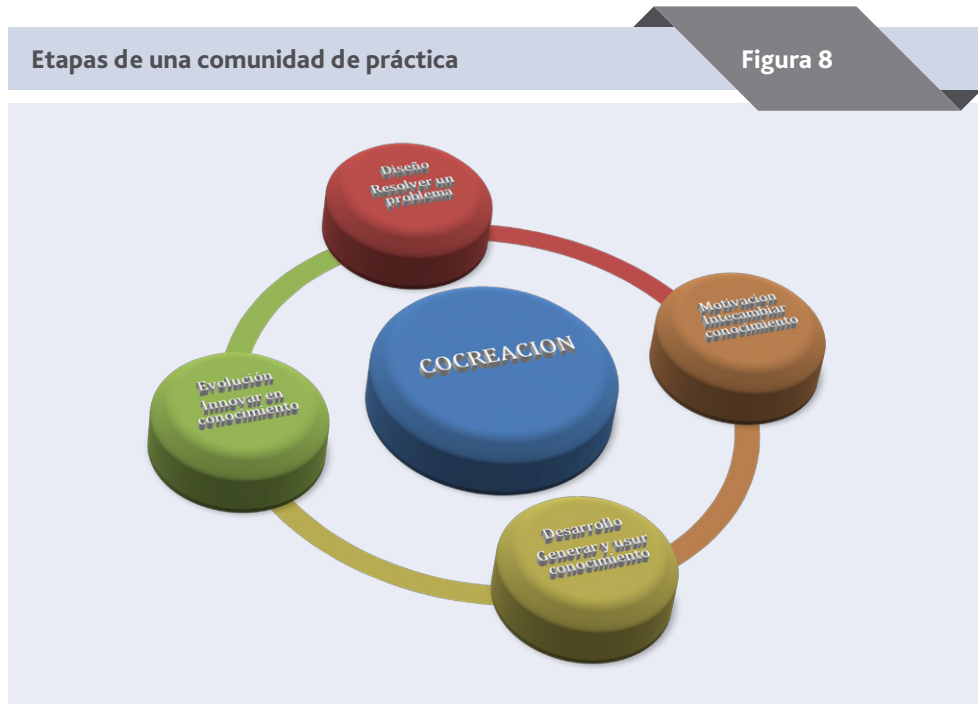 Etapas de una comunidad de práctica
Figura 8
Diseño
Resolver un
problema
Motivacion
Intecambiar
conocimiento
COCREACION
Evolución
Innovar en
conocimiento
Desarrollo
Generar y usur
conocimiento